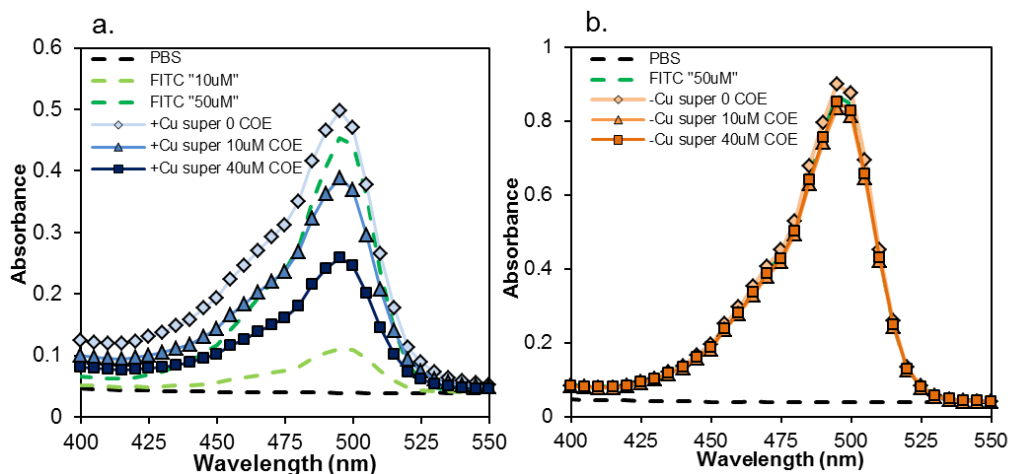 a.
0.6
0.5
0.4
0.3
0.2
0.1
0
Absorbance
PBS
FITC "10uM"
FITC "50uM"
+Cu super 0 COE
+Cu super 10uM COE
+Cu super 40uM COE
400 425 450 475 500 525 550
Wavelength (nm)
b.
1
0.8
0.6
0.4
0.2
0
Absorbance
PBS
FITC "50uM"
-Cu super 0 COE
-Cu super 10uM COE
-Cu super 40uM COE
400 425 450 475 500 525 550
Wavelength (nm)